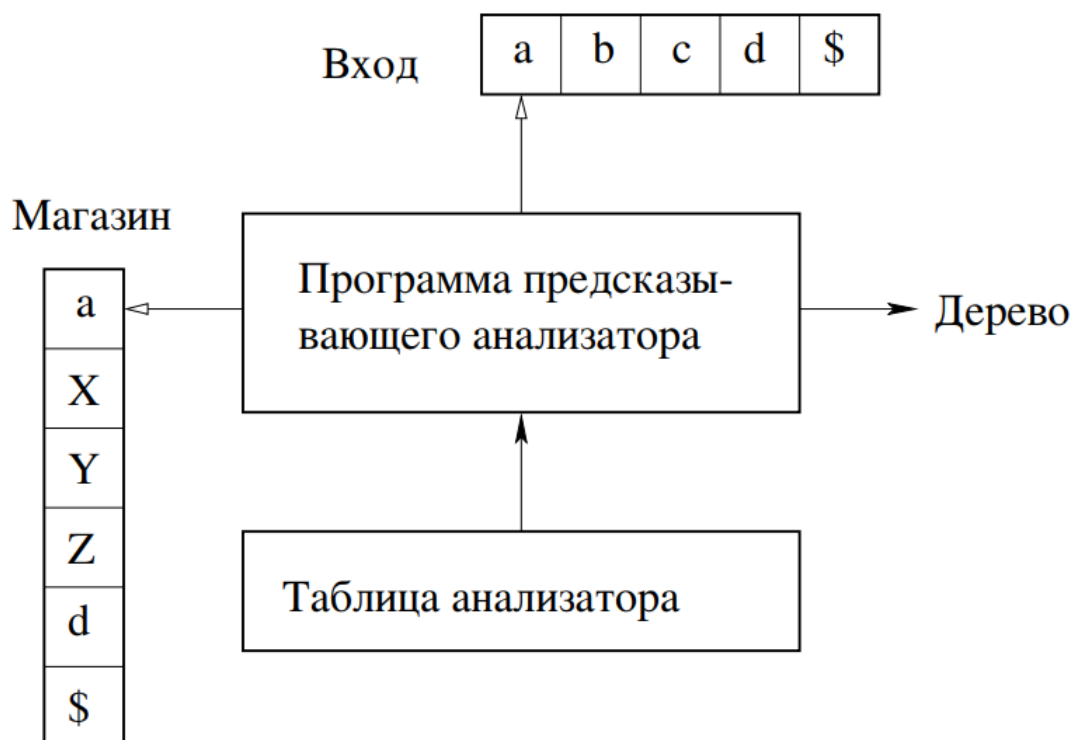 Вход
a b c d $
Магазин
a
X
Y
Z
d
$
Программа предсказы-
вающего анализатора
Дерево
Таблица анализатора